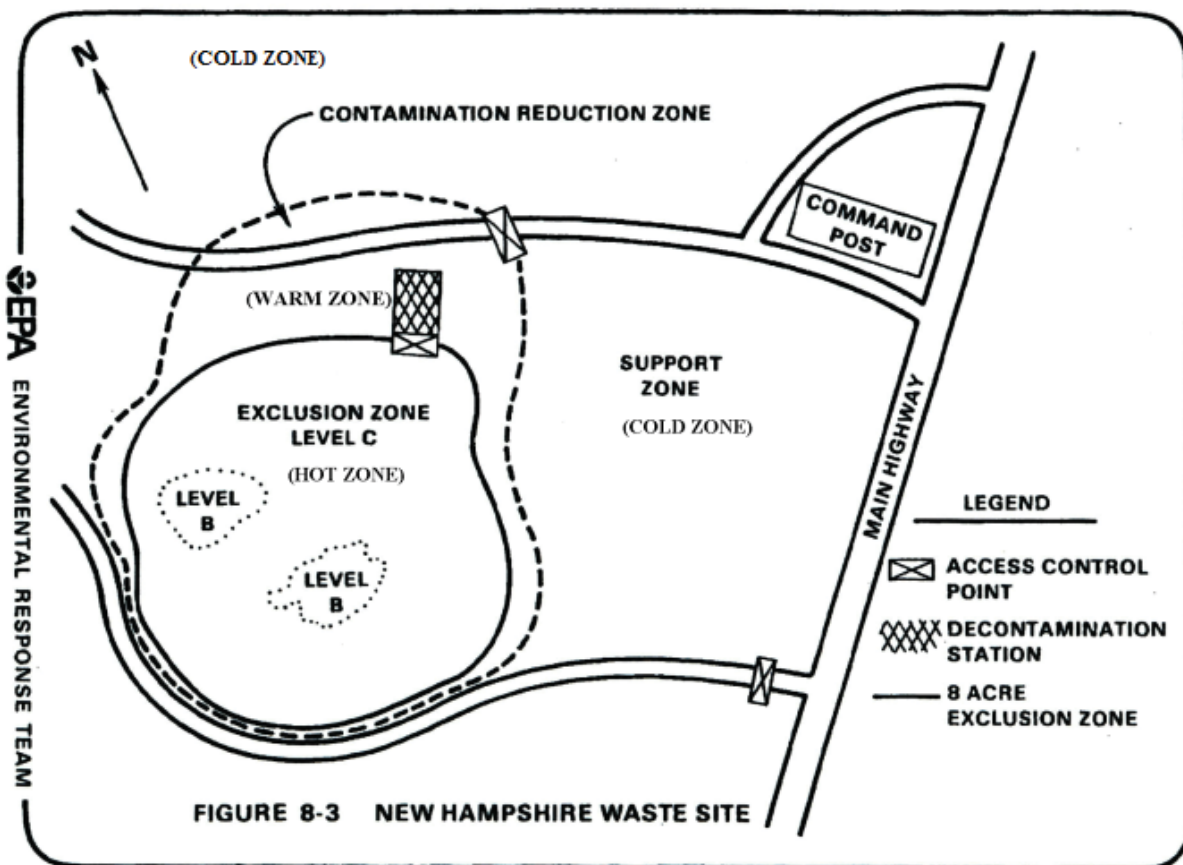 N
(COLD ZONE)
CONTAMINATION REDUCTION ZONE
COMMAND
POST
(WARM ZONE)
SUPPORT
ZONE
(COLD ZONE)
EXCLUSION ZONE
LEVEL C
(HOT ZONE)
LEVEL
B
LEVEL
B
MAIN HIGHWAY
LEGEND
ACCESS CONTROL
POINT
DECONTAMINATION
STATION
8 ACRE
EXCLUSION ZONE
EPA ENVIRONMENTAL RESPONSE TEAM
FIGURE 8-3 NEW HAMPSHIRE WASTE SITE